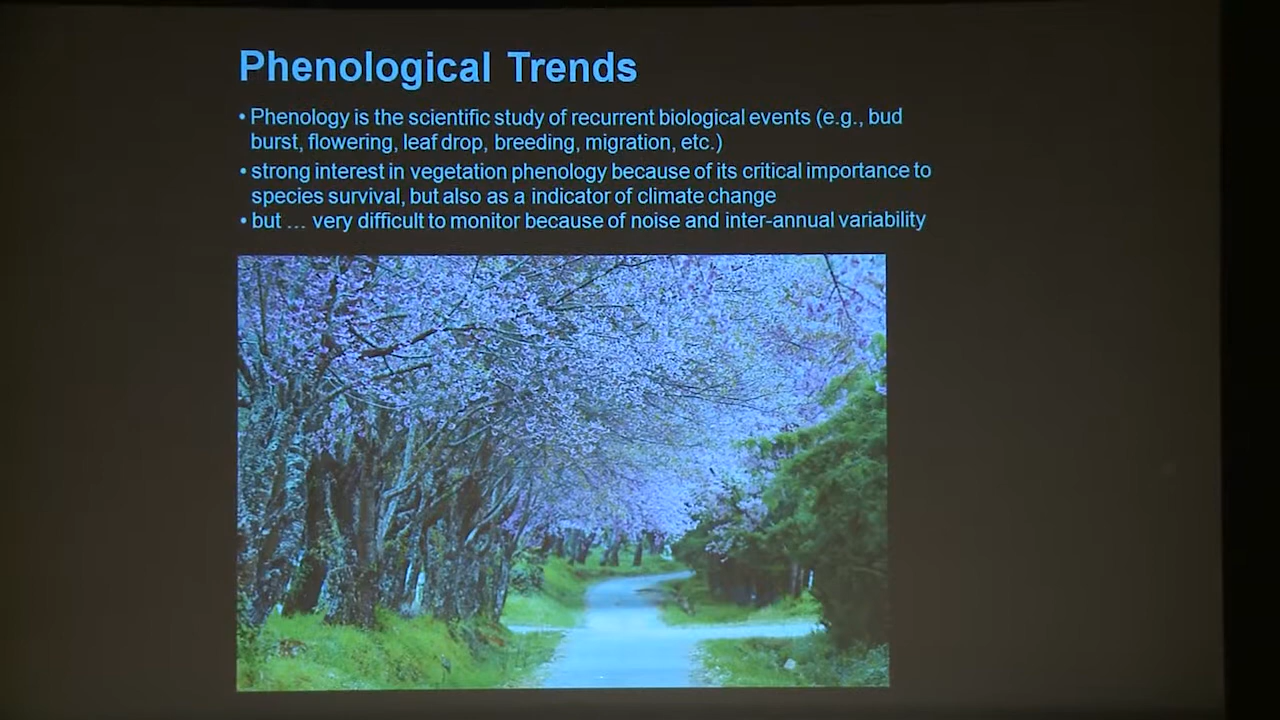 Phenological Trends
• Phenology is the scientific study of recurrent biological events (e.g., bud
burst, flowering, leaf drop, breeding, migration, etc.)
• strong interest in vegetation phenology because of its critical importance to
species survival, but also as a indicator of climate change
• but … very difficult to monitor because of noise and inter-annual variability